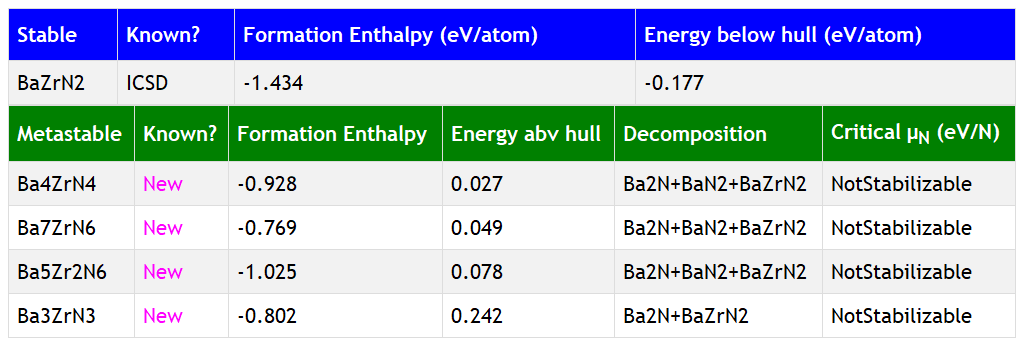 Stable Known? Formation Enthalpy (eV/atom) Energy below hull (eV/atom)
BaZrN2 ICSD -1.434 -0.177
Metastable Known? Formation Enthalpy Energy abv hull Decomposition Critical μN (eV/N)
Ba4ZrN4 New -0.928 0.027 Ba2N+BaN2+BaZrN2 NotStabilizable
Ba7ZrN6 New -0.769 0.049 Ba2N+BaN2+BaZrN2 NotStabilizable
Ba5Zr2N6 New -1.025 0.078 Ba2N+BaN2+BaZrN2 NotStabilizable
Ba3ZrN3 New -0.802 0.242 Ba2N+BaZrN2 NotStabilizable